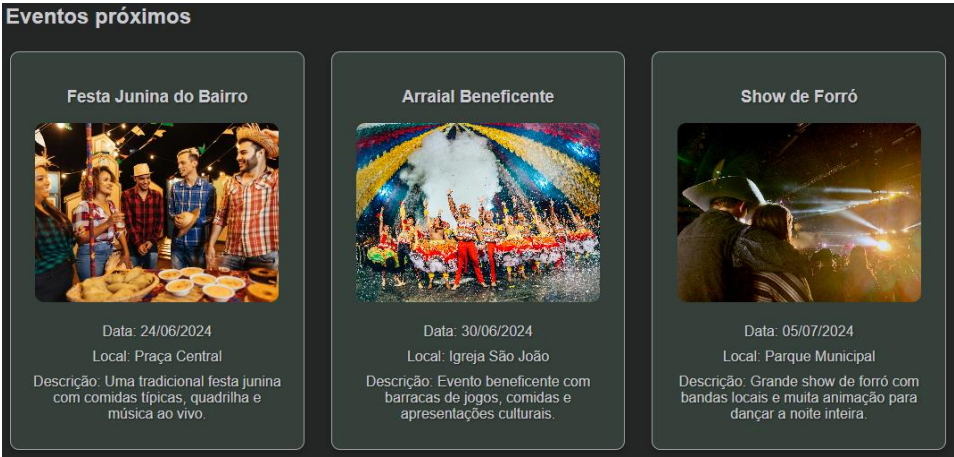 Eventos próximos
Festa Junina do Bairro
Data: 24/06/2024
Local: Praça Central
Descrição: Uma tradicional festa junina
com comidas típicas, quadrilha e
música ao vivo.
Arraial Beneficente
Data: 30/06/2024
Local: Igreja São João
Descrição: Evento beneficente com
barracas de jogos, comidas e
apresentações culturais.
Show de Forró
Data: 05/07/2024
Local: Parque Municipal
Descrição: Grande show de forró com
bandas locais e muita animação para
dançar a noite inteira.